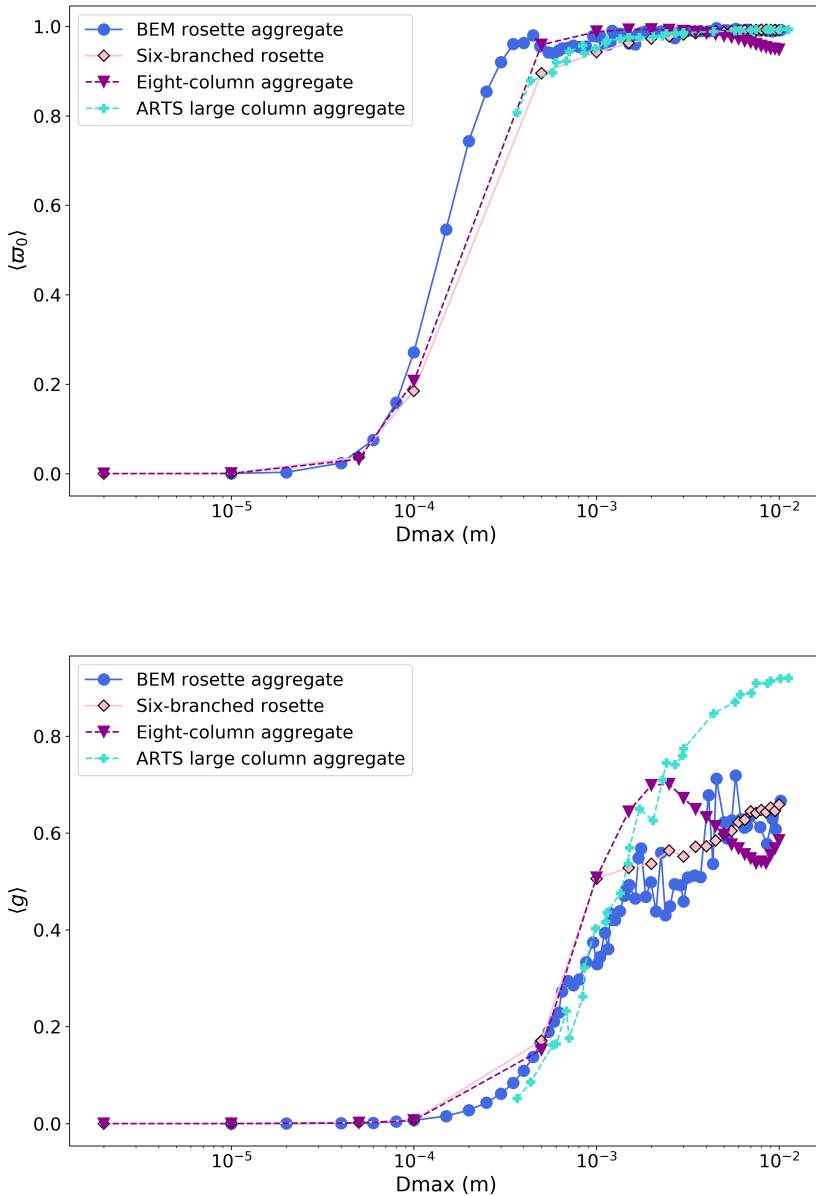 1.0
0.8
0.6
0.4
0.2
0.0
⟨ϖ₀⟩
BEM rosette aggregate
Six-branched rosette
Eight-column aggregate
ARTS large column aggregate
10⁻⁵ 10⁻⁴ 10⁻³ 10⁻²
Dmax (m)
0.8
0.6
0.4
0.2
0.0
⟨g⟩
BEM rosette aggregate
Six-branched rosette
Eight-column aggregate
ARTS large column aggregate
10⁻⁵ 10⁻⁴ 10⁻³ 10⁻²
Dmax (m)